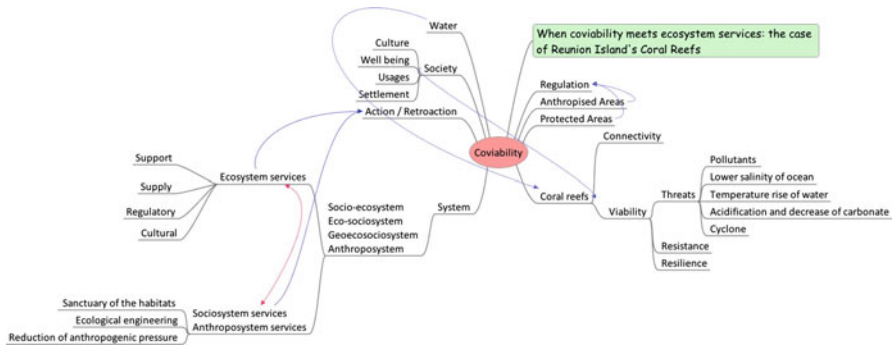 Water
When coviability meets ecosystem services: the case
of Reunion Island's Coral Reefs
Culture
Well being
Usages
Settlement
Society
Action / Retroaction
Regulation
Anthropised Areas
Protected Areas
Coviability
Connectivity
Coral reefs
Viability
Threats
Pollutants
Lower salinity of ocean
Temperature rise of water
Acidification and decrease of carbonate
Cyclone
Resistance
Resilience
System
Socio-ecosystem
Eco-sociosystem
Geoecosociosystem
Anthroposystem
Ecosystem services
Support
Supply
Regulatory
Cultural
Sociosystem services
Anthroposystem services
Sanctuary of the habitats
Ecological engineering
Reduction of anthropogenic pressure